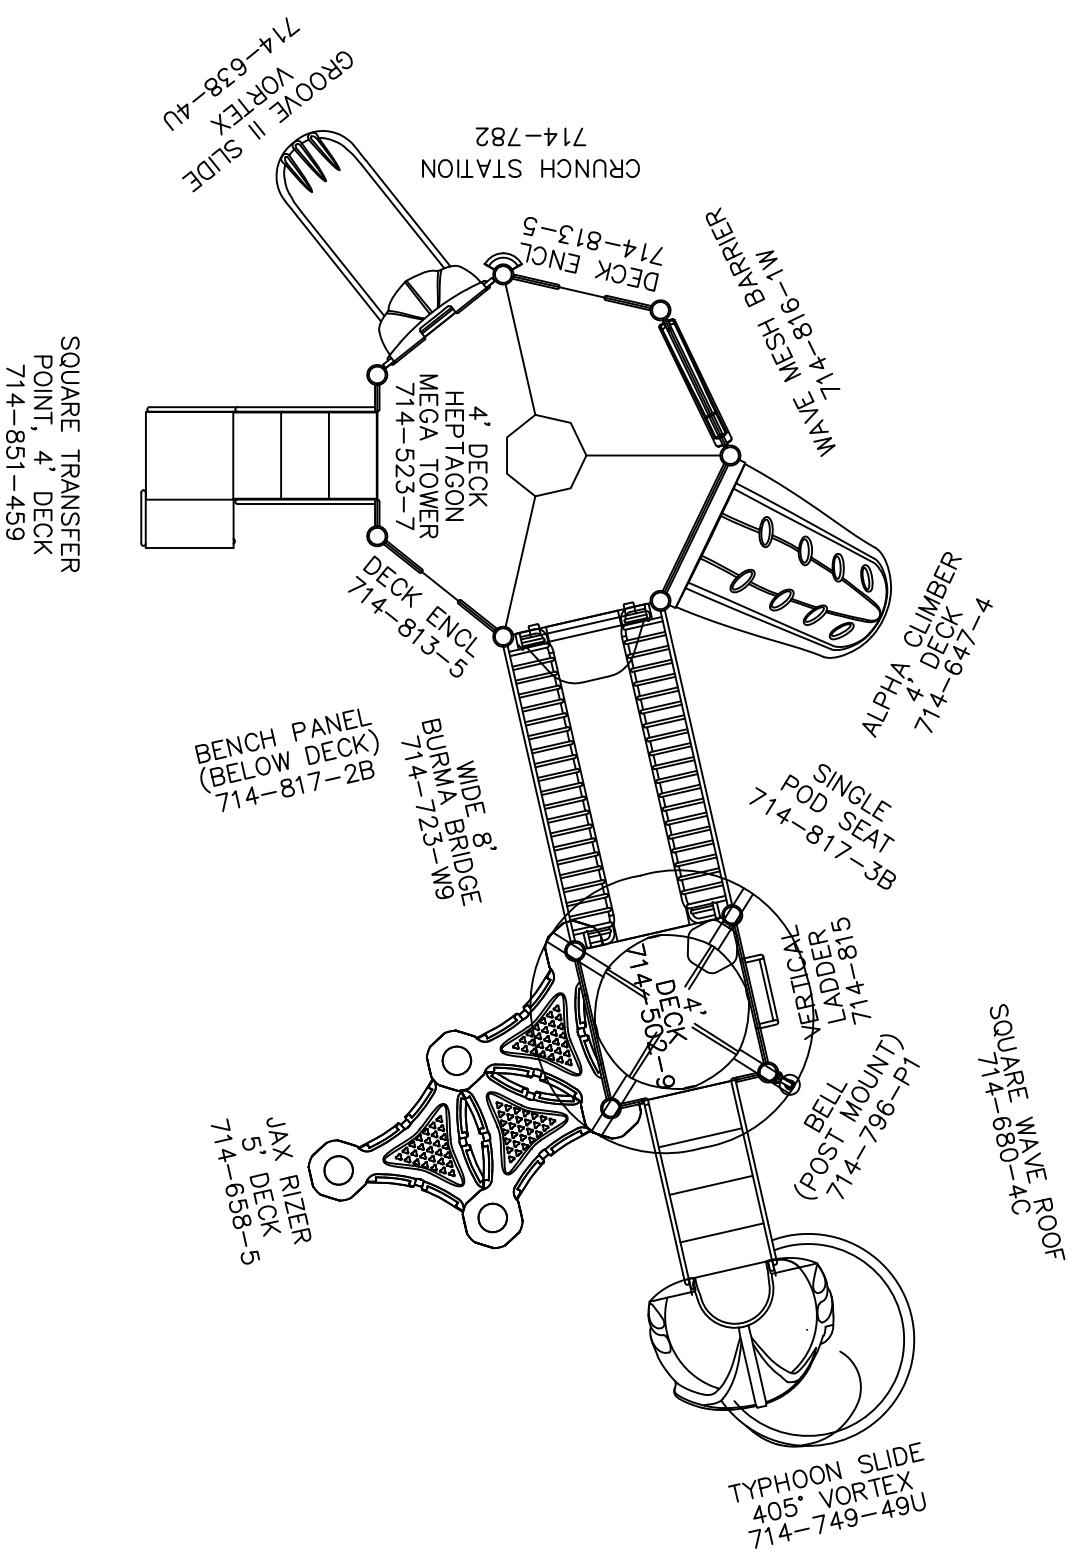 GROOVE II SLIDE
VORTEX
714-638-4U
CRUNCH STATION
714-782
DECK ENCL
714-813-5
WAVE MESH BARRIER
714-816-1W
SQUARE TRANSFER
POINT, 4' DECK
714-851-459
4' DECK
HEPTAGON
MEGA TOWER
714-523-7
DECK ENCL
714-813-5
ALPHA CLIMBER
4' DECK
714-647-4
BENCH PANEL
(BELOW DECK)
714-817-2B
WIDE 8'
BURMA BRIDGE
714-723-W9
SINGLE
POD SEAT
714-817-3B
VERTICAL
LADDER
714-815
4'
DECK
714-502-9
BELL
(POST MOUNT)
714-796-P1
SQUARE WAVE ROOF
714-680-4C
JAX RIZER
5' DECK
714-658-5
TYPHOON SLIDE
405° VORTEX
714-749-49U